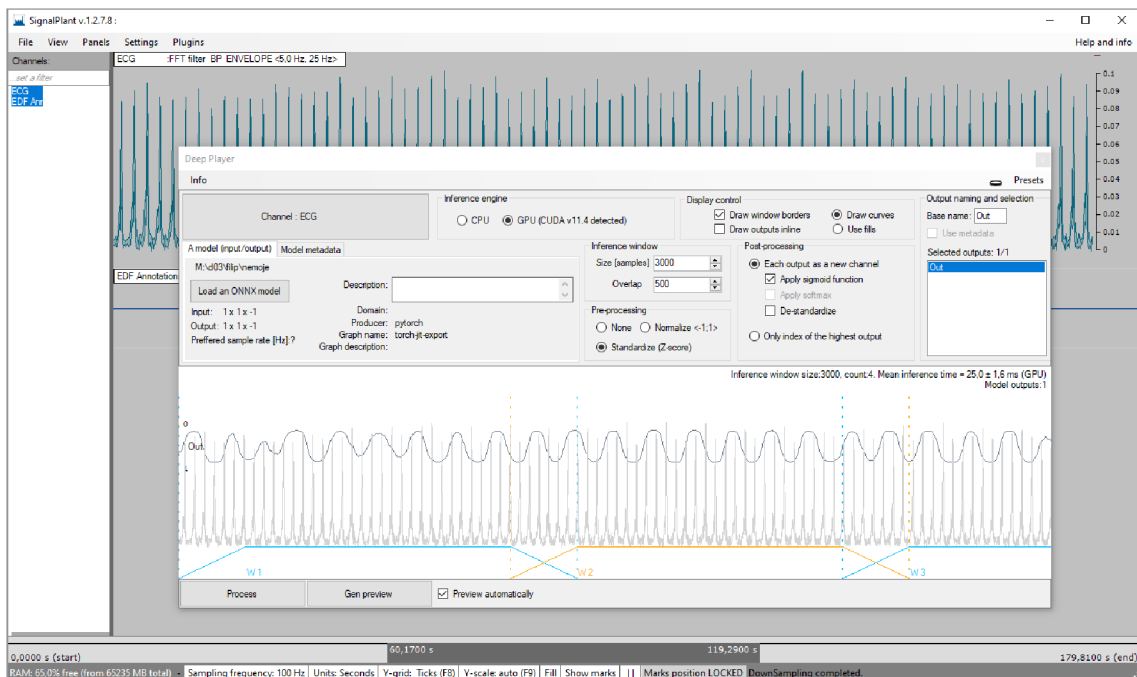 SignalPlant v.1.2.7.8 :
File View Panels Settings Plugins Help and info
Channels:
ECG :FFT filter BP ENVELOPE <5.0 Hz, 25 Hz>
set a filter
ECG
EDF Ann
0.1
0.09
0.08
0.07
0.06
0.05
0.04
0.03
0.02
0.01
0
EDF Annotation
Deep Player
Info Presets
Channel : ECG
Inference engine
CPU GPU (CUDA v11.4 detected)
Display control
Draw window borders Draw curves
Draw outputs inline Use fills
Output naming and selection
Base name: Out
Use metadata
Selected outputs: 1/1
Out
A model (input/output) Model metadata
M:\d03\filip\nemoje
Load an ONNX model
Description:
Input: 1 x 1 x -1
Output: 1 x 1 x -1
Preffered sample rate [Hz]:?
Domain:
Producer: pytorch
Graph name: torch-jit-export
Graph description:
Inference window
Size [samples] 3000
Overlap 500
Pre-processing
None Normalize <-1;1>
Standardize (Z-score)
Post-processing
Each output as a new channel
Apply sigmoid function
Apply softmax
De-standardize
Only index of the highest output
Inference window size:3000, count:4. Mean inference time = 25,0 ± 1,6 ms (GPU)
Model outputs:1
0
Out
W 1 W 2 W 3
Process Gen preview Preview automatically
0,0000 s (start) 60,1700 s 119,2900 s 179,8100 s (end)
RAM: 65.0% free (from 65235 MB total) - Sampling frequency: 100 Hz Units: Seconds Y-grid: Ticks (F8) Y-scale: auto (F9) Fill Show marks || Marks position LOCKED DownSampling completed.